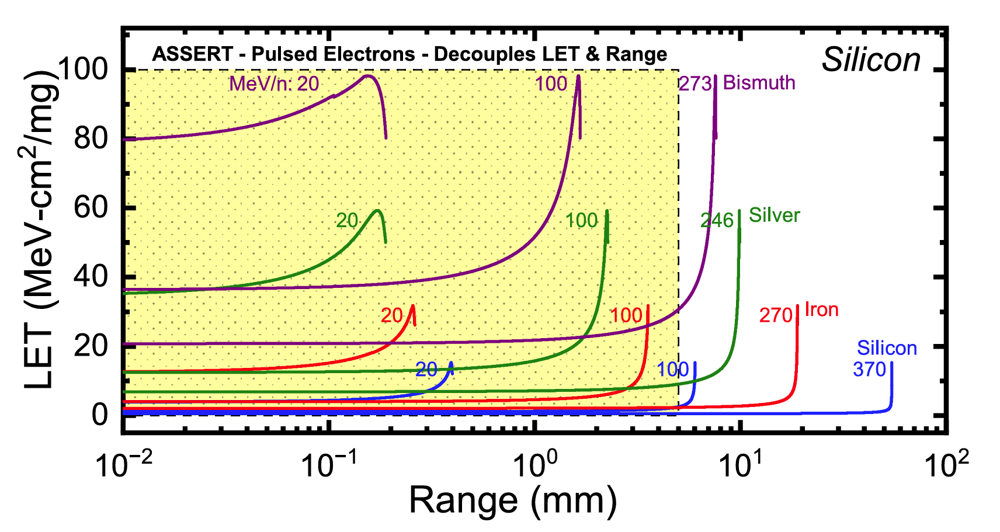 ASSERT - Pulsed Electrons - Decouples LET & Range
Silicon
LET (MeV-cm²/mg)
100
80
60
40
20
0
MeV/n: 20
100
273 Bismuth
20
100
246 Silver
20
100
270 Iron
20
100
Silicon
370
10⁻² 10⁻¹ 10⁰ 10¹ 10²
Range (mm)